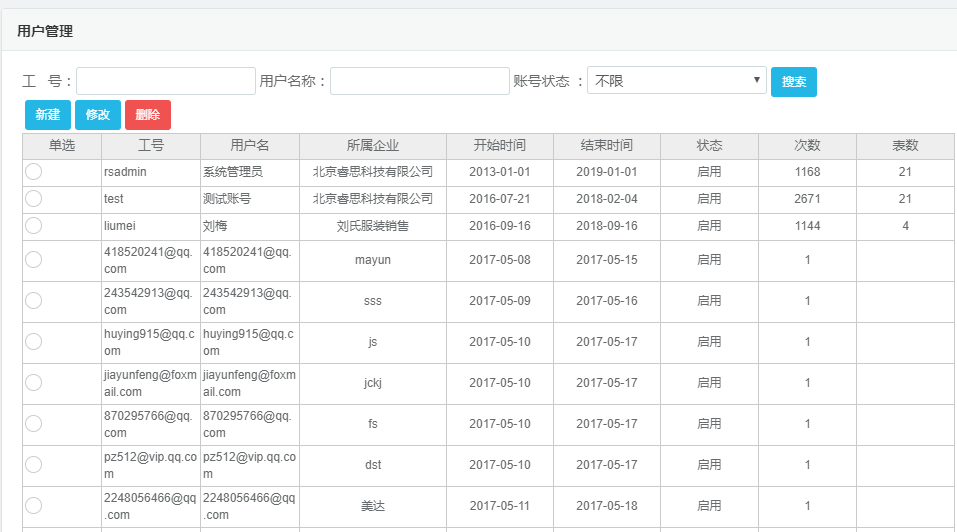 用户管理
工 号： 用户名称： 账号状态 ： 不限 搜索
新建 修改 删除
单选 工号 用户名 所属企业 开始时间 结束时间 状态 次数 表数
rsadmin 系统管理员 北京睿思科技有限公司 2013-01-01 2019-01-01 启用 1168 21
test 测试账号 北京睿思科技有限公司 2016-07-21 2018-02-04 启用 2671 21
liumei 刘梅 刘氏服装销售 2016-09-16 2018-09-16 启用 1144 4
418520241@qq. 418520241@qq. mayun 2017-05-08 2017-05-15 启用 1
com com
243542913@qq. 243542913@qq. sss 2017-05-09 2017-05-16 启用 1
com com
huying915@qq.c huying915@qq.c js 2017-05-10 2017-05-17 启用 1
om om
jiayunfeng@foxm jiayunfeng@foxm jckj 2017-05-10 2017-05-17 启用 1
ail.com ail.com
870295766@qq. 870295766@qq. fs 2017-05-10 2017-05-17 启用 1
com com
pz512@vip.qq.co pz512@vip.qq.co dst 2017-05-10 2017-05-17 启用 1
m m
2248056466@qq 2248056466@qq 美达 2017-05-11 2017-05-18 启用 1
.com .com